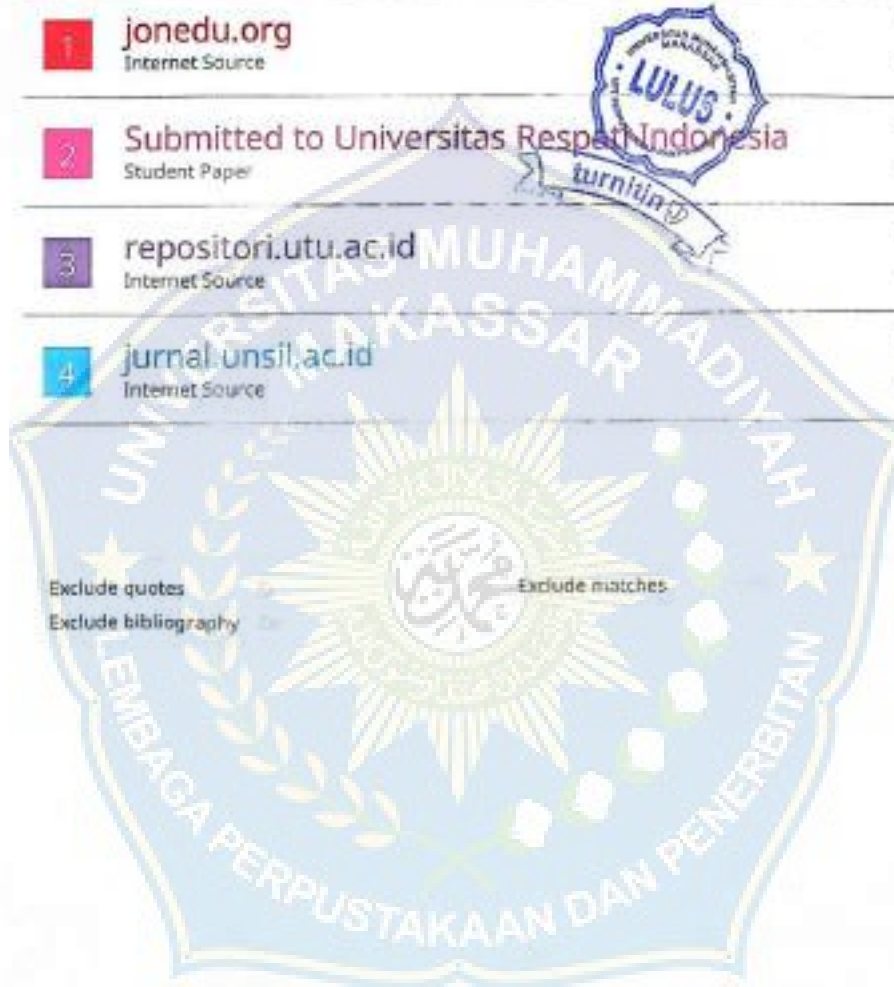 1
jonedu.org
Internet Source
LULUS
2
Submitted to Universitas Respati Indonesia
Student Paper
turnitin
3
repositori.utu.ac.id
Internet Source
4
jurnal.unsil.ac.id
Internet Source
UNIVERSITAS MUHAMMADIYAH
MAKASSAR
Exclude quotes
Exclude matches
Exclude bibliography
LEMBAGA PERPUSTAKAAN DAN PENERBITAN